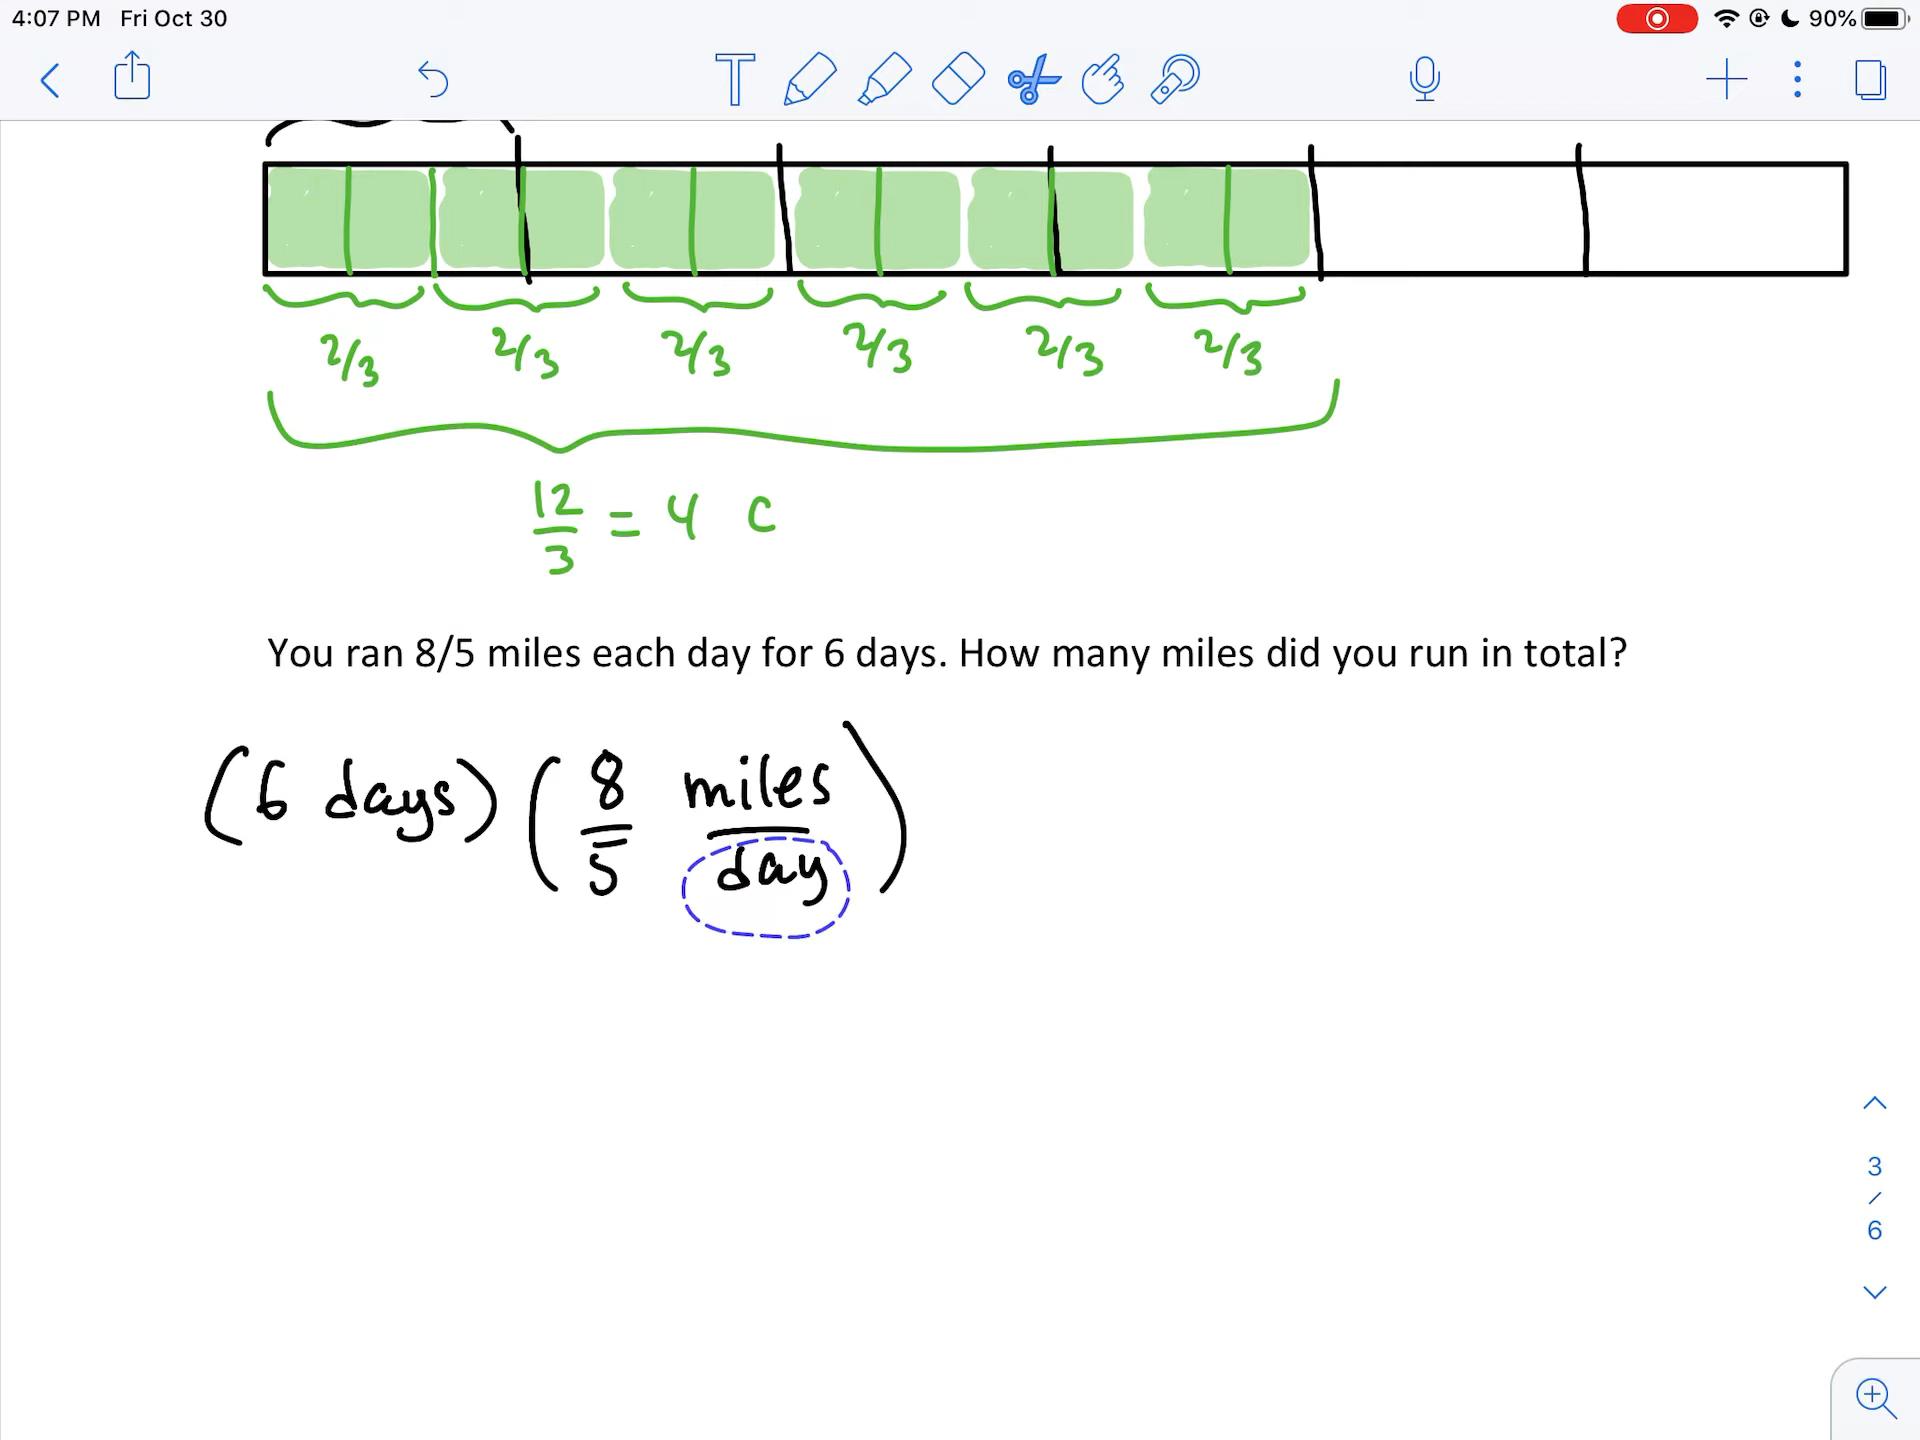 4:07 PM Fri Oct 30 90%
2/3 2/3 2/3 2/3 2/3 2/3
12/3 = 4 c
You ran 8/5 miles each day for 6 days. How many miles did you run in total?
(6 days) (8/5 miles/day)
3
/
6